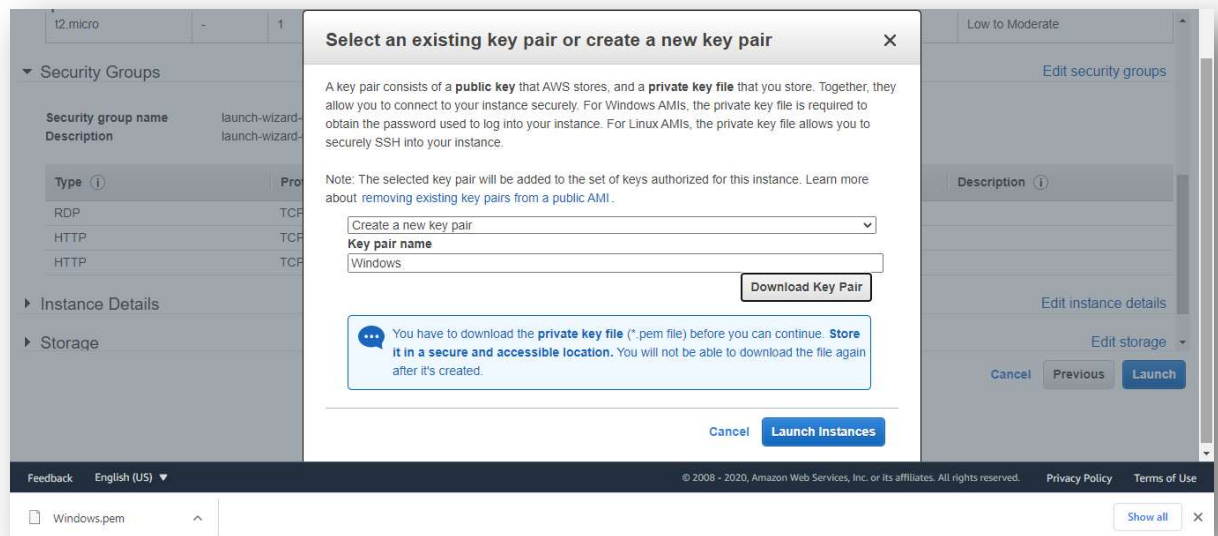 t2.micro - 1 Low to Moderate
Security Groups Edit security groups
Security group name launch-wizard-
Description launch-wizard-
Type Description
RDP TCP
HTTP TCP
HTTP TCP
Instance Details Edit instance details
Storage Edit storage
Cancel Previous Launch
Select an existing key pair or create a new key pair
A key pair consists of a public key that AWS stores, and a private key file that you store. Together, they
allow you to connect to your instance securely. For Windows AMIs, the private key file is required to
obtain the password used to log into your instance. For Linux AMIs, the private key file allows you to
securely SSH into your instance.
Note: The selected key pair will be added to the set of keys authorized for this instance. Learn more
about removing existing key pairs from a public AMI.
Create a new key pair
Key pair name
Windows
Download Key Pair
You have to download the private key file (*.pem file) before you can continue. Store
it in a secure and accessible location. You will not be able to download the file again
after it's created.
Cancel Launch Instances
Feedback English (US) © 2008 - 2020, Amazon Web Services, Inc. or its affiliates. All rights reserved. Privacy Policy Terms of Use
Windows.pem Show all